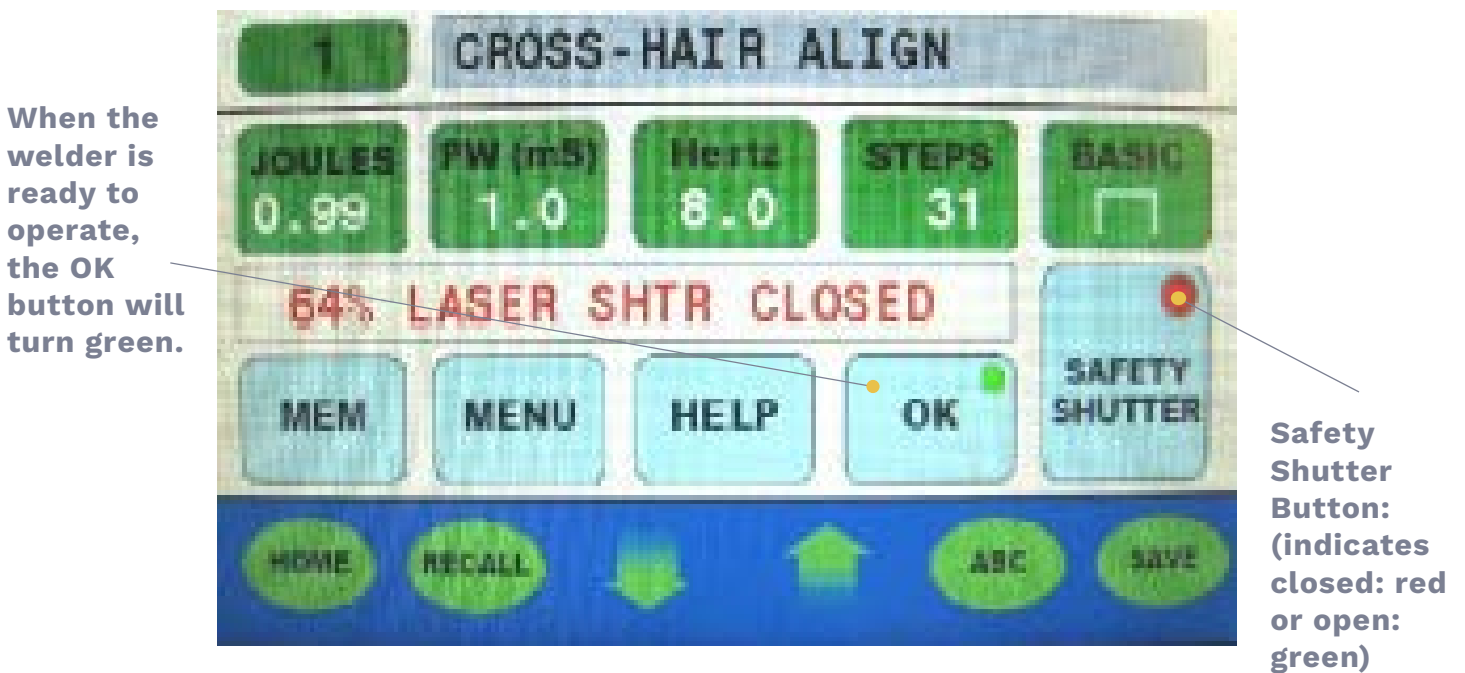 1 CROSS-HAIR ALIGN
When the
welder is
ready to
operate,
the OK
button will
turn green.
JOULES PW (mS) Hertz STEPS BASIC
0.99 1.0 8.0 31
64% LASER SHTR CLOSED
MEM MENU HELP OK
SAFETY
SHUTTER
HOME RECALL ABC SAVE
Safety
Shutter
Button:
(indicates
closed: red
or open:
green)